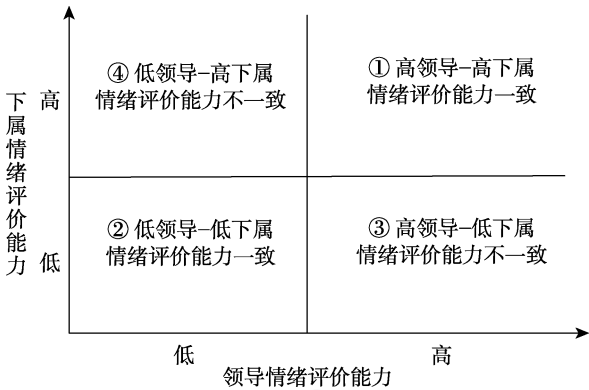 ④ 低领导–高下属
情绪评价能力不一致
① 高领导–高下属
情绪评价能力一致
高
下属情绪评价能力
② 低领导–低下属
情绪评价能力一致
③ 高领导–低下属
情绪评价能力不一致
低
低
高
领导情绪评价能力